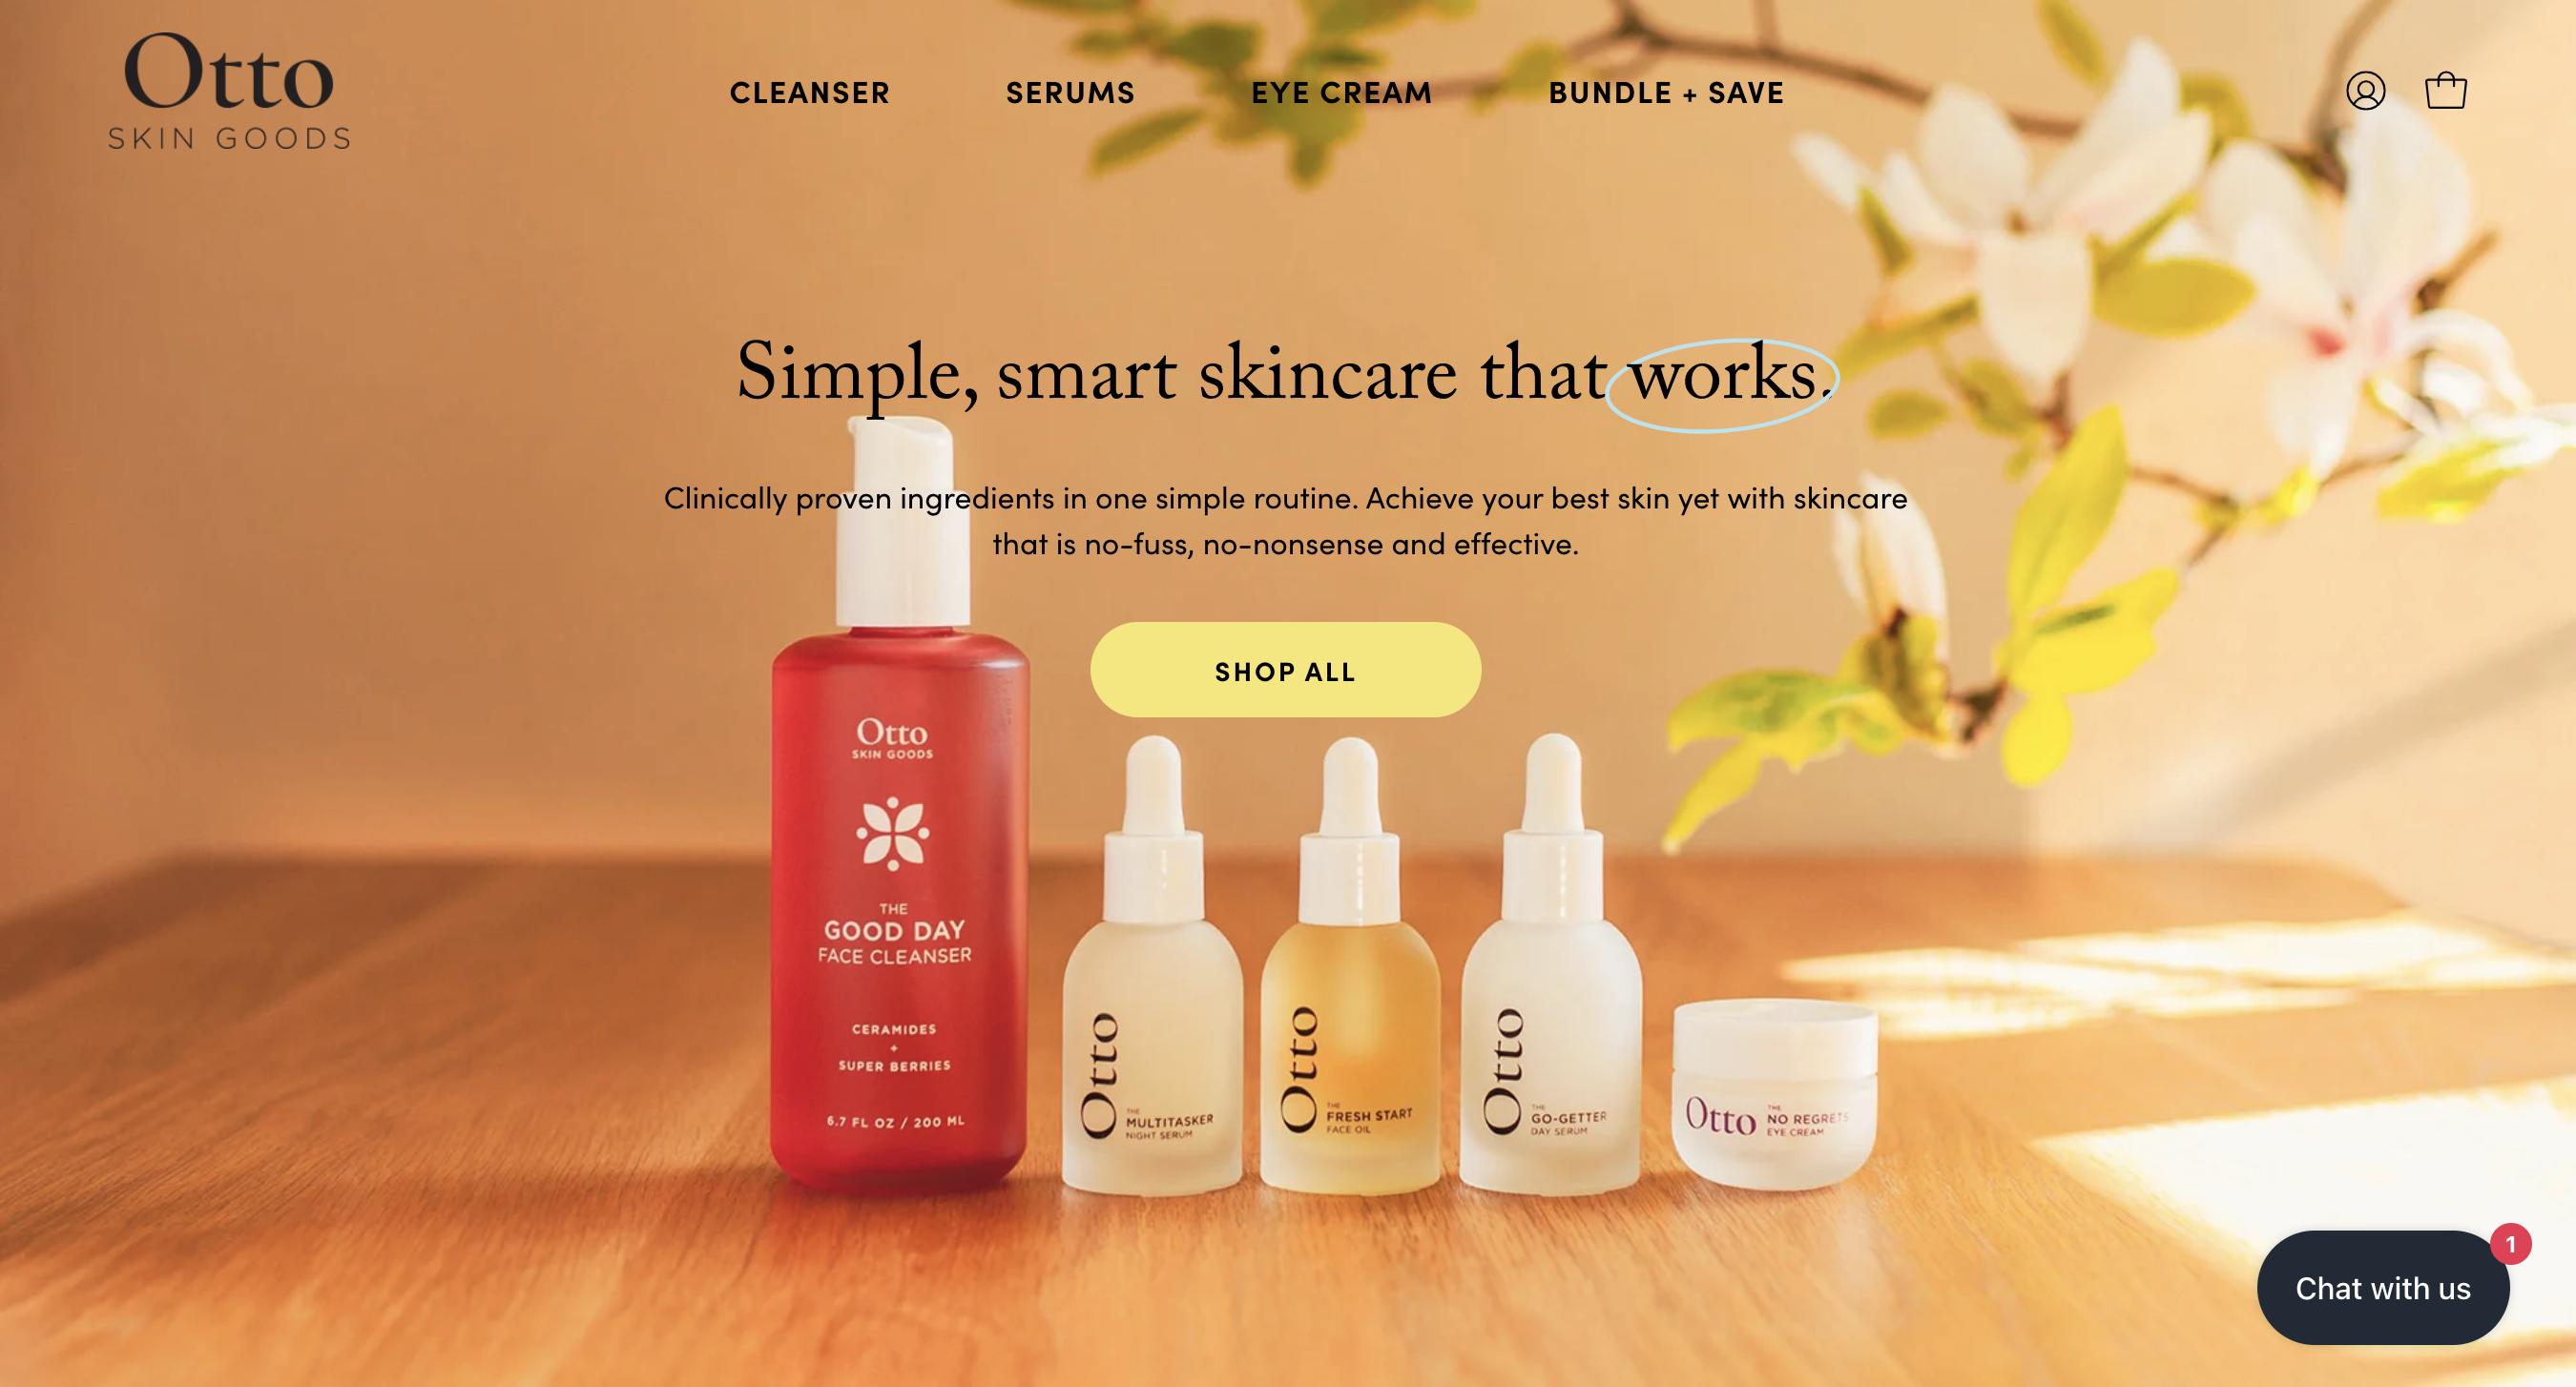 Otto
SKIN GOODS
CLEANSER
SERUMS
EYE CREAM
BUNDLE + SAVE
Simple, smart skincare that works.
Clinically proven ingredients in one simple routine. Achieve your best skin yet with skincare
that is no-fuss, no-nonsense and effective.
SHOP ALL
Otto
SKIN GOODS
THE
GOOD DAY
FACE CLEANSER
CERAMIDES
+
SUPER BERRIES
6.7 FL OZ / 200 ML
Otto
THE
MULTITASKER
NIGHT SERUM
Otto
THE
FRESH START
FACE OIL
Otto
THE
GO-GETTER
DAY SERUM
Otto
THE
NO REGRETS
EYE CREAM
1
Chat with us